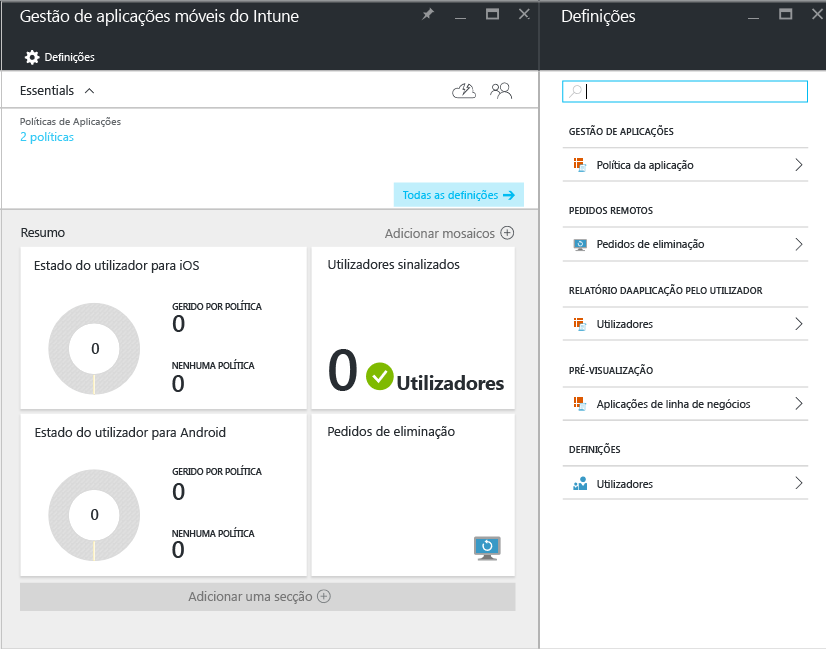 Gestão de aplicações móveis do Intune
Definições
Essentials
Políticas de Aplicações
2 políticas
Todas as definições
Resumo
Adicionar mosaicos
Estado do utilizador para iOS
0
GERIDO POR POLÍTICA
0
NENHUMA POLÍTICA
0
Utilizadores sinalizados
0 Utilizadores
Estado do utilizador para Android
0
GERIDO POR POLÍTICA
0
NENHUMA POLÍTICA
0
Pedidos de eliminação
Adicionar uma secção
Definições
GESTÃO DE APLICAÇÕES
Política da aplicação
PEDIDOS REMOTOS
Pedidos de eliminação
RELATÓRIO DAAPLICAÇÃO PELO UTILIZADOR
Utilizadores
PRÉ-VISUALIZAÇÃO
Aplicações de linha de negócios
DEFINIÇÕES
Utilizadores